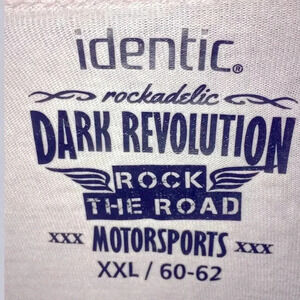 identic®
rockadelic
DARK REVOLUTION
ROCK
THE ROAD
xxx MOTORSPORTS xxx
XXL / 60-62